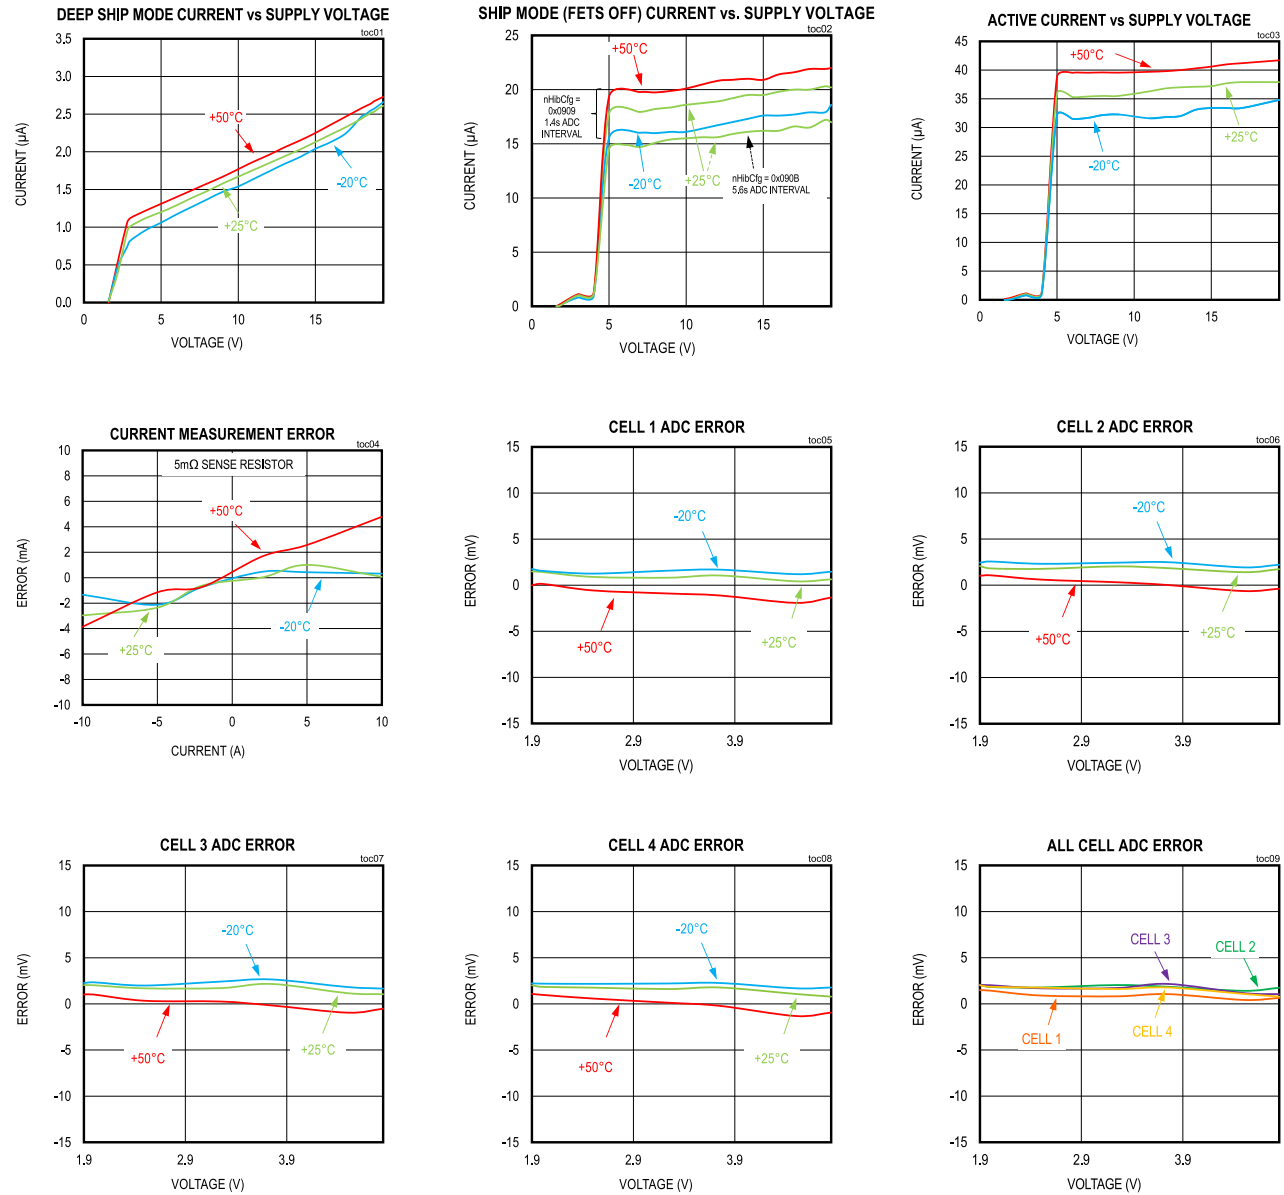 DEEP SHIP MODE CURRENT vs SUPPLY VOLTAGE
toc01
3.5
3.0
2.5
2.0
1.5
1.0
0.5
0.0
CURRENT (µA)
+50°C
-20°C
+25°C
0
5
10
15
VOLTAGE (V)
SHIP MODE (FETS OFF) CURRENT vs. SUPPLY VOLTAGE
toc02
25
20
15
10
5
0
CURRENT (µA)
+50°C
nHibCfg =
0x0909
1.4s ADC
INTERVAL
-20°C
+25°C
nHibCfg = 0x090B
5.6s ADC INTERVAL
0
5
10
15
VOLTAGE (V)
ACTIVE CURRENT vs SUPPLY VOLTAGE
toc03
45
40
35
30
25
20
15
10
5
0
CURRENT (µA)
+50°C
+25°C
-20°C
0
5
10
15
VOLTAGE (V)
CURRENT MEASUREMENT ERROR
toc04
10
8
6
4
2
0
-2
-4
-6
-8
-10
ERROR (mA)
5mΩ SENSE RESISTOR
+50°C
-20°C
+25°C
-10
-5
0
5
10
CURRENT (A)
CELL 1 ADC ERROR
toc05
15
10
5
0
-5
-10
-15
ERROR (mV)
-20°C
+50°C
+25°C
1.9
2.9
3.9
VOLTAGE (V)
CELL 2 ADC ERROR
toc06
15
10
5
0
-5
-10
-15
ERROR (mV)
-20°C
+50°C
+25°C
1.9
2.9
3.9
VOLTAGE (V)
CELL 3 ADC ERROR
toc07
15
10
5
0
-5
-10
-15
ERROR (mV)
-20°C
+50°C
+25°C
1.9
2.9
3.9
VOLTAGE (V)
CELL 4 ADC ERROR
toc08
15
10
5
0
-5
-10
-15
ERROR (mV)
-20°C
+50°C
+25°C
1.9
2.9
3.9
VOLTAGE (V)
ALL CELL ADC ERROR
toc09
15
10
5
0
-5
-10
-15
ERROR (mV)
CELL 3
CELL 2
CELL 1
CELL 4
1.9
2.9
3.9
VOLTAGE (V)